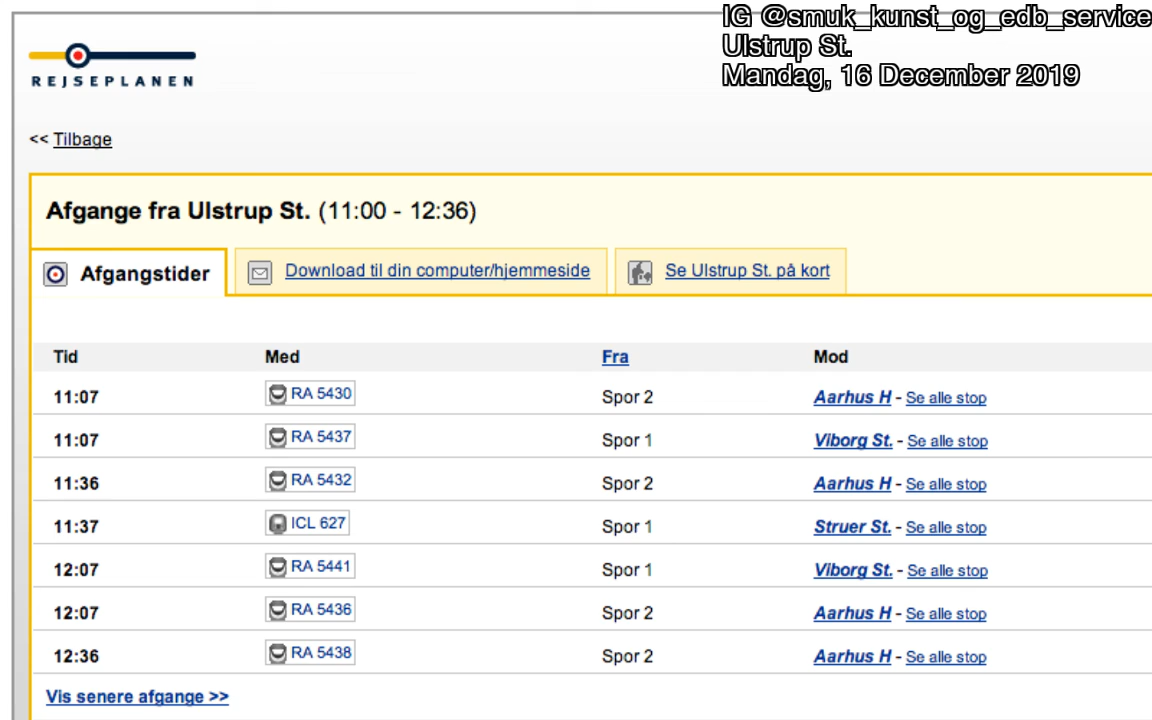 IG @smuk_kunst_og_edb_service
Ulstrup St.
Mandag, 16 December 2019
REJSEPLANEN
<< Tilbage
Afgange fra Ulstrup St. (11:00 - 12:36)
Afgangstider Download til din computer/hjemmeside Se Ulstrup St. på kort
Tid Med Fra Mod
11:07 RA 5430 Spor 2 Aarhus H - Se alle stop
11:07 RA 5437 Spor 1 Viborg St. - Se alle stop
11:36 RA 5432 Spor 2 Aarhus H - Se alle stop
11:37 ICL 627 Spor 1 Struer St. - Se alle stop
12:07 RA 5441 Spor 1 Viborg St. - Se alle stop
12:07 RA 5436 Spor 2 Aarhus H - Se alle stop
12:36 RA 5438 Spor 2 Aarhus H - Se alle stop
Vis senere afgange >>